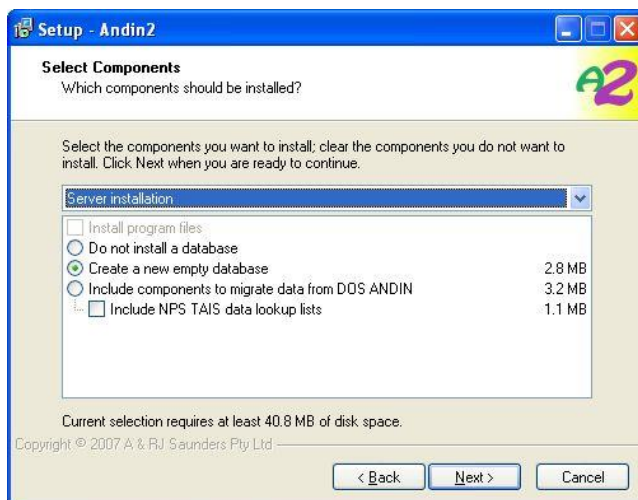 Setup - Andin2
Select Components
Which components should be installed?
A2
Select the components you want to install; clear the components you do not want to
install. Click Next when you are ready to continue.
Server installation
Install program files
Do not install a database
Create a new empty database 2.8 MB
Include components to migrate data from DOS ANDIN 3.2 MB
Include NPS TAIS data lookup lists 1.1 MB
Current selection requires at least 40.8 MB of disk space.
Copyright © 2007 A & RJ Saunders Pty Ltd
< Back Next > Cancel